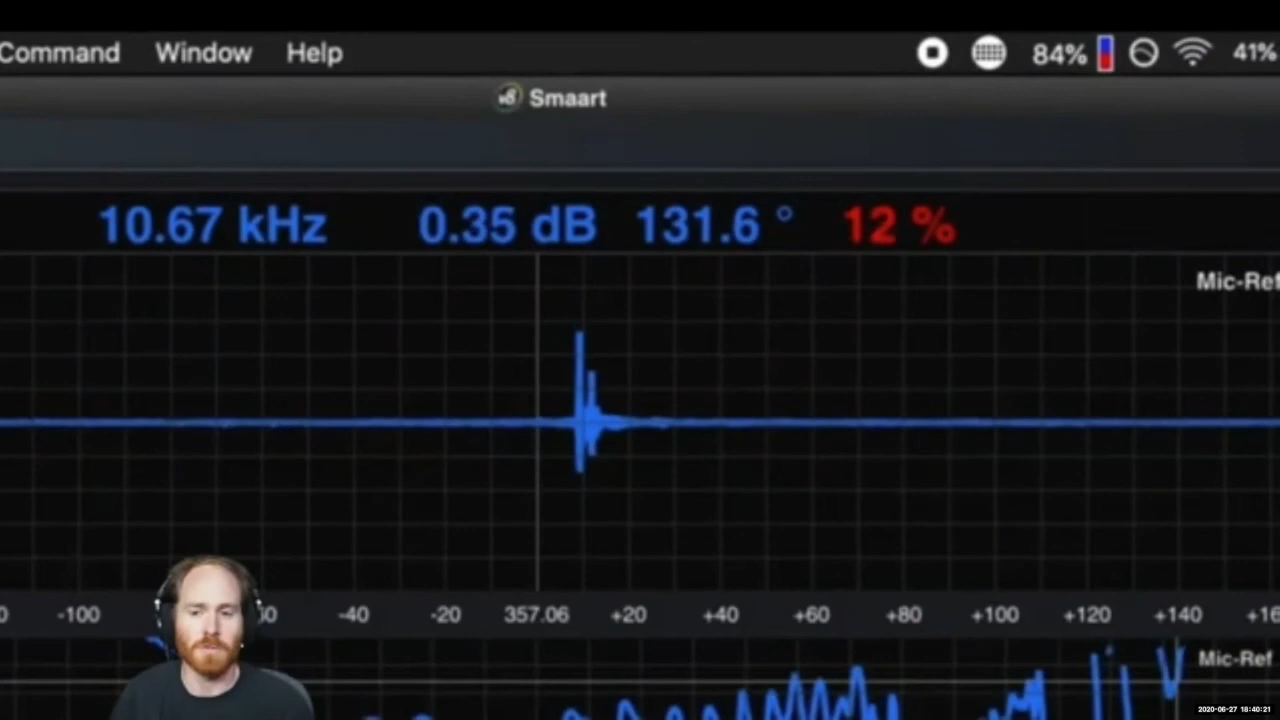 Command Window Help 84% 41%
Smaart
10.67 kHz 0.35 dB 131.6 ° 12 %
Mic-Ref
-100 -40 -20 357.06 +20 +40 +60 +80 +100 +120 +140
Mic-Ref
2020-06-27 18:40:21